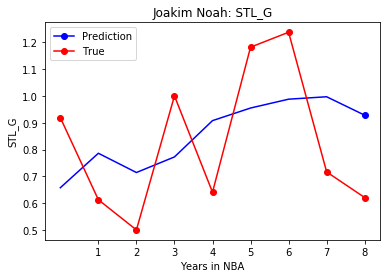 Joakim Noah: STL_G
Prediction
True
STL_G
1.2
1.1
1.0
0.9
0.8
0.7
0.6
0.5
1 2 3 4 5 6 7 8
Years in NBA